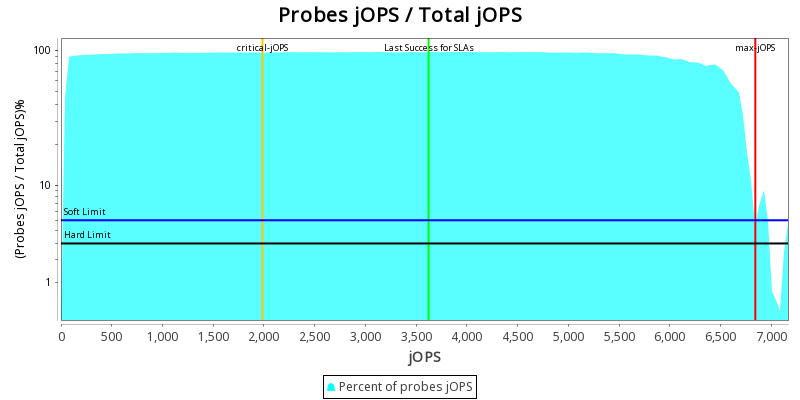 Probes jOPS / Total jOPS
(Probes jOPS / Total jOPS)%
100
10
1
critical-jOPS
Last Success for SLAs
max-jOPS
Soft Limit
Hard Limit
0 500 1,000 1,500 2,000 2,500 3,000 3,500 4,000 4,500 5,000 5,500 6,000 6,500 7,000
jOPS
Percent of probes jOPS